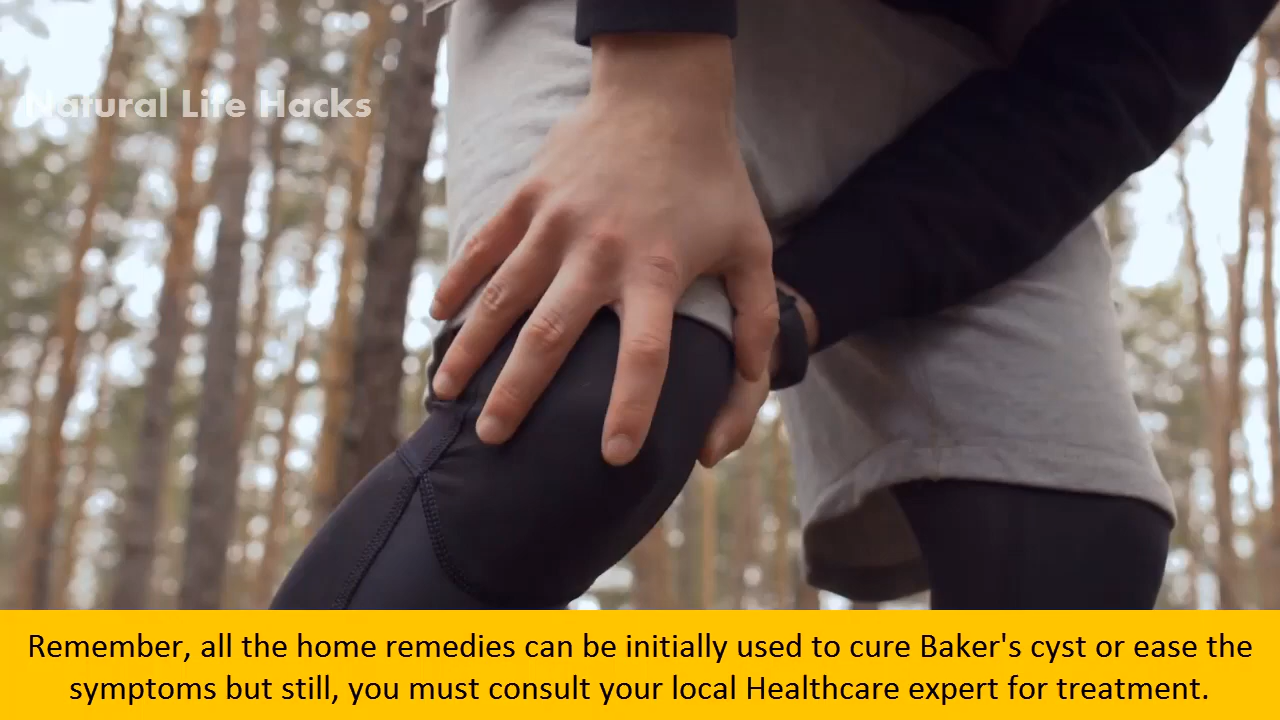 Natural Life Hacks
Remember, all the home remedies can be initially used to cure Baker's cyst or ease the
symptoms but still, you must consult your local Healthcare expert for treatment.